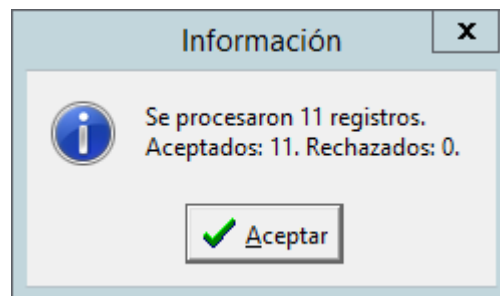 Información
x
Se procesaron 11 registros.
Aceptados: 11. Rechazados: 0.
Aceptar